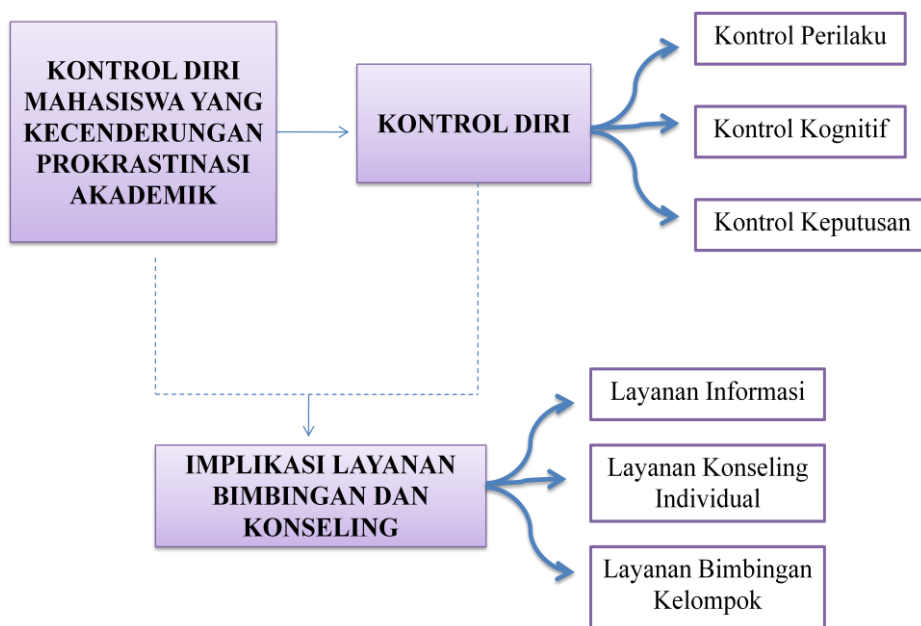 KONTROL DIRI
MAHASISWA YANG
KECENDERUNGAN
PROKRASTINASI
AKADEMIK
KONTROL DIRI
Kontrol Perilaku
Kontrol Kognitif
Kontrol Keputusan
IMPLIKASI LAYANAN
BIMBINGAN DAN
KONSELING
Layanan Informasi
Layanan Konseling
Individual
Layanan Bimbingan
Kelompok